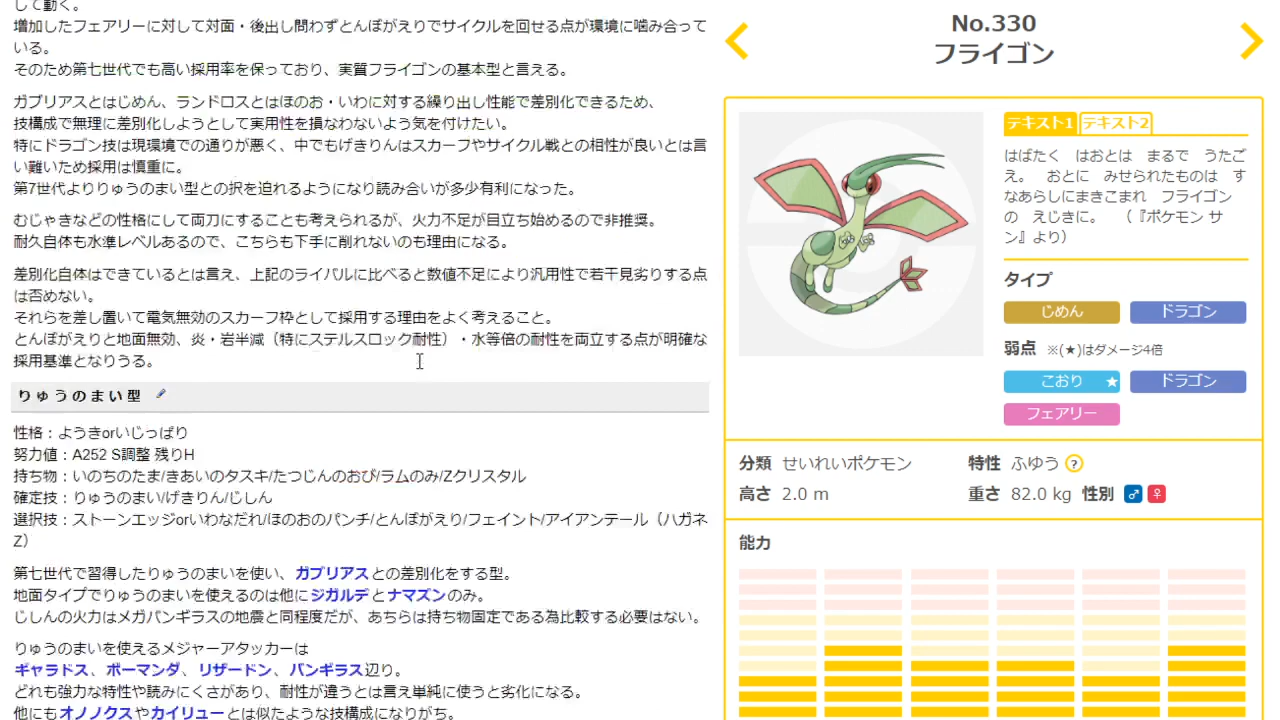 して動く。
増加したフェアリーに対して対面・後出し問わずとんぼがえりでサイクルを回せる点が環境に噛み合って
いる。
そのため第七世代でも高い採用率を保っており、実質フライゴンの基本型と言える。
ガブリアスとはじめん、ランドロスとはほのお・いわに対する繰り出し性能で差別化できるため、
技構成で無理に差別化しようとして実用性を損なわないよう気を付けたい。
特にドラゴン技は現環境での通りが悪く、中でもげきりんはスカーフやサイクル戦との相性が良いとは言
い難いため採用は慎重に。
第7世代よりりゅうのまい型との択を迫れるようになり読み合いが多少有利になった。
むじゃきなどの性格にして両刀にすることも考えられるが、火力不足が目立ち始めるので非推奨。
耐久自体も水準レベルあるので、こちらも下手に削れないのも理由になる。
差別化自体はできているとは言え、上記のライバルに比べると数値不足により汎用性で若干見劣りする点
は否めない。
それらを差し置いて電気無効のスカーフ枠として採用する理由をよく考えること。
とんぼがえりと地面無効、炎・岩半減（特にステルスロック耐性）・水等倍の耐性を両立する点が明確な
採用基準となりうる。
りゅうのまい型
性格：ようきorいじっぱり
努力値：A252 S調整 残りH
持ち物：いのちのたま/きあいのタスキ/たつじんのおび/ラムのみ/Zクリスタル
確定技：りゅうのまい/げきりん/じしん
選択技：ストーンエッジorいわなだれ/ほのおのパンチ/とんぼがえり/フェイント/アイアンテール（ハガネ
Z）
第七世代で習得したりゅうのまいを使い、ガブリアスとの差別化をする型。
地面タイプでりゅうのまいを使えるのは他にジガルデとナマズンのみ。
じしんの火力はメガバンギラスの地震と同程度だが、あちらは持ち物固定である為比較する必要はない。
りゅうのまいを使えるメジャーアタッカーは
ギャラドス、ボーマンダ、リザードン、バンギラス辺り。
どれも強力な特性や読みにくさがあり、耐性が違うとは言え単純に使うと劣化になる。
他にもオノノクスやカイリューとは似たような技構成になりがち。
No.330
フライゴン
テキスト1 テキスト2
はばたく　はおとは　まるで　うたご
え。　おとに　みせられたものは　す
なあらしにまきこまれ　フライゴン
の　えじきに。　（『ポケモン サ
ン』より）
タイプ
じめん ドラゴン
弱点 ※(★)はダメージ4倍
こおり ★ ドラゴン
フェアリー
分類 せいれいポケモン 特性 ふゆう ?
高さ 2.0 m 重さ 82.0 kg 性別 ♂ ♀
能力